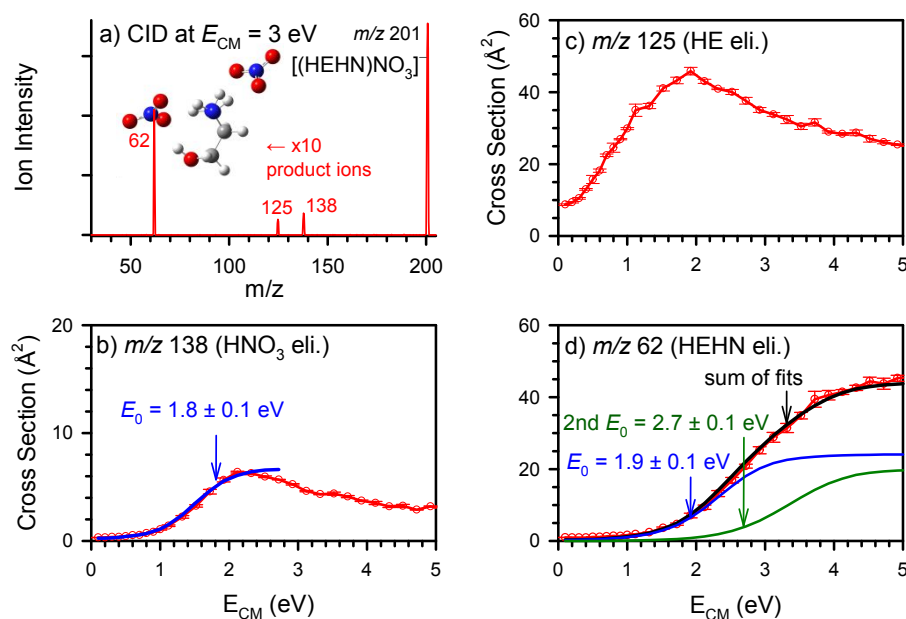 a) CID at E_CM = 3 eV
m/z 201
[(HEHN)NO₃]⁻
62
← x10
product ions
125
138
Ion Intensity
50
100
150
200
m/z
c) m/z 125 (HE eli.)
Cross Section (Å²)
60
40
20
0
0 1 2 3 4 5
b) m/z 138 (HNO₃ eli.)
E₀ = 1.8 ± 0.1 eV
Cross Section (Å²)
20
10
0
0 1 2 3 4 5
E_CM (eV)
d) m/z 62 (HEHN eli.)
sum of fits
2nd E₀ = 2.7 ± 0.1 eV
E₀ = 1.9 ± 0.1 eV
60
40
20
0
0 1 2 3 4 5
E_CM (eV)